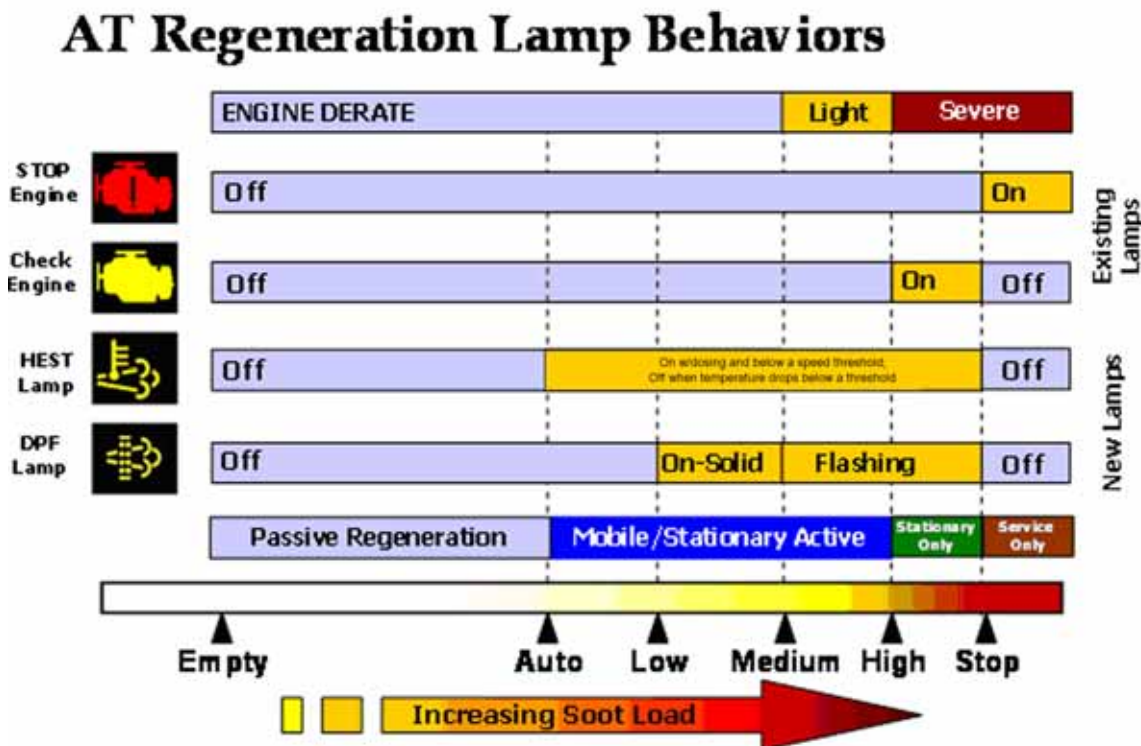 AT Regeneration Lamp Behaviors
ENGINE DERATE
Light
Severe
STOP
Engine
Off
On
Check
Engine
Off
On
Off
Existing
Lamps
HEST
Lamp
Off
On w/dosing and below a speed threshold,
Off when temperature drops below a threshold
Off
DPF
Lamp
Off
On-Solid
Flashing
Off
New Lamps
Passive Regeneration
Mobile/Stationary Active
Stationary
Only
Service
Only
Empty
Auto
Low
Medium
High
Stop
Increasing Soot Load